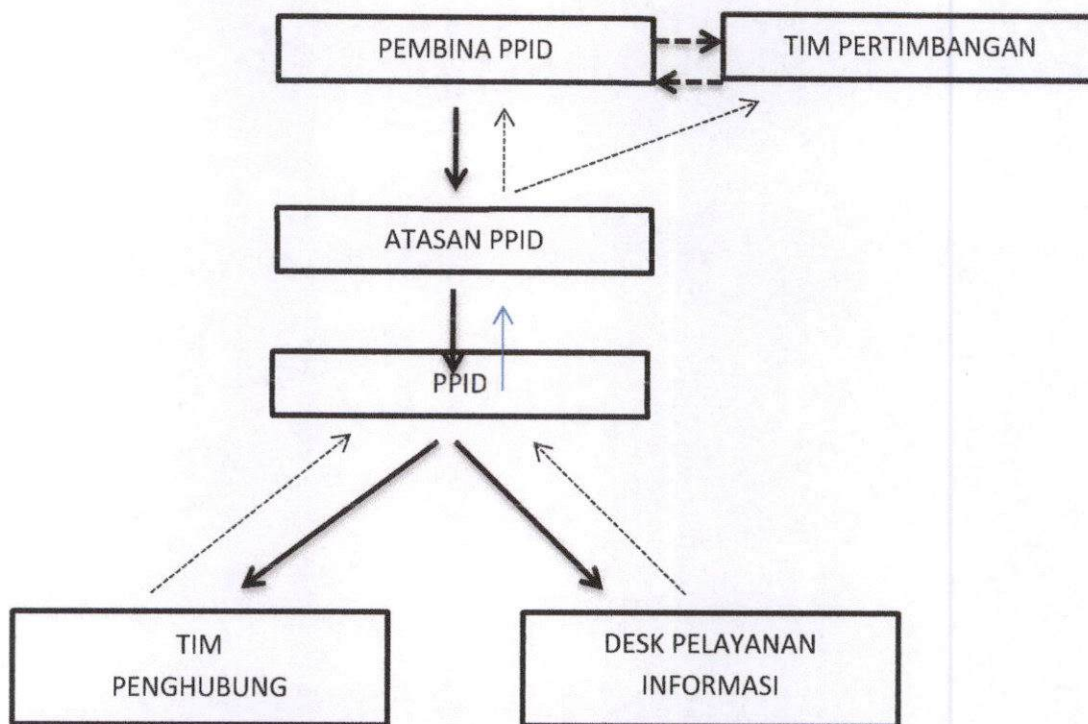 PEMBINA PPID
TIM PERTIMBANGAN
ATASAN PPID
PPID
TIM
PENGHUBUNG
DESK PELAYANAN
INFORMASI